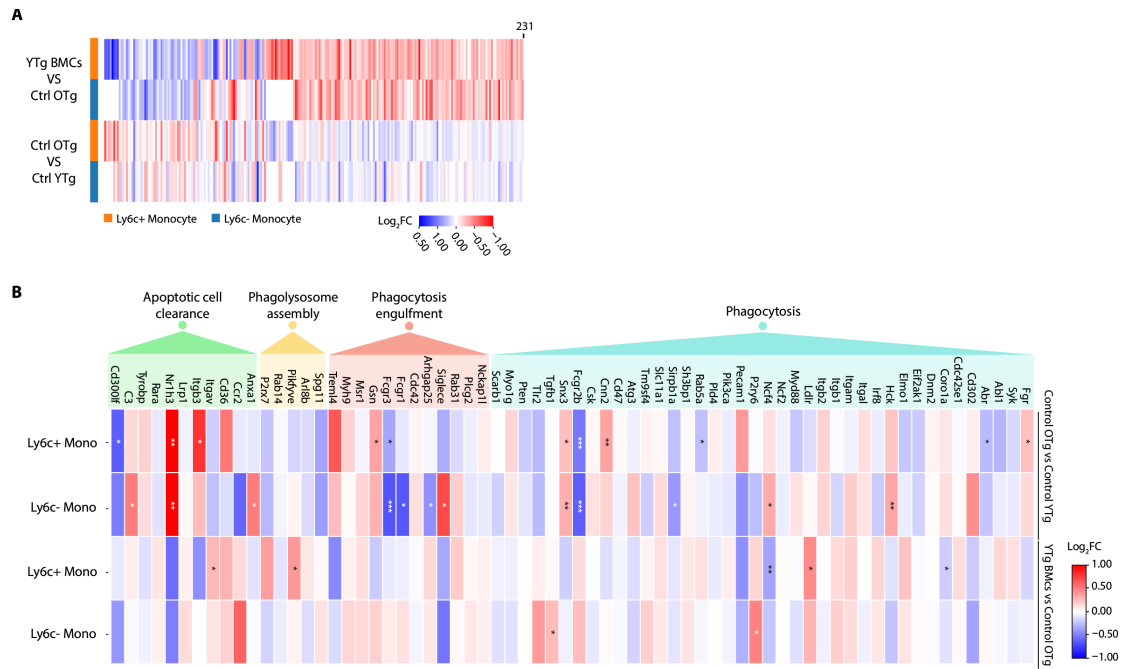 A
231
YTg BMCs
VS
Ctrl OTg
Ctrl OTg
VS
Ctrl YTg
Ly6c+ Monocyte
Ly6c- Monocyte
Log2FC
0.50
1.00
0.00
−0.50
−1.00
B
Apoptotic cell
clearance
Phagolysosome
assembly
Phagocytosis
engulfment
Phagocytosis
Cd300lf
C3
Tyrobp
Rara
Nr1h3
Lrp1
Itgb3
Itgav
Cd36
Ccr2
Anxa1
P2rx7
Rab14
Pikfyve
Arl8b
Spg11
Treml4
Myh9
Msr1
Gsn
Fcgr3
Fcgr1
Cdc42
Arhgap25
Siglece
Rab31
Plcg2
Nckap1l
Scarb1
Myo1g
Pten
Tlr2
Tgfb1
Snx3
Fcgr2b
Csk
Cnn2
Cd47
Atg3
Tm9sf4
Slc11a1
Sirpb1a
Sh3bp1
Rab5a
Pld4
Plk3ca
Pecam1
P2ry6
Ncf4
Ncf2
Myd88
Ldlr
Itgb2
Itgb1
Itgam
Itgal
Irf8
Hck
Elmo1
Eif2ak1
Dnm2
Coro1a
Cdc42se1
Cd302
Abr
Abl1
Syk
Fgr
Ly6c+ Mono
* ** * * * * *** ** * * *
Ly6c- Mono
* ** * *** * * * ** *** * * **
Ly6c+ Mono
* * ** * *
Ly6c- Mono
* *
Control OTg vs Control YTg
YTg BMCs vs Control OTg
Log2FC
1.00
0.50
0.00
−0.50
−1.00